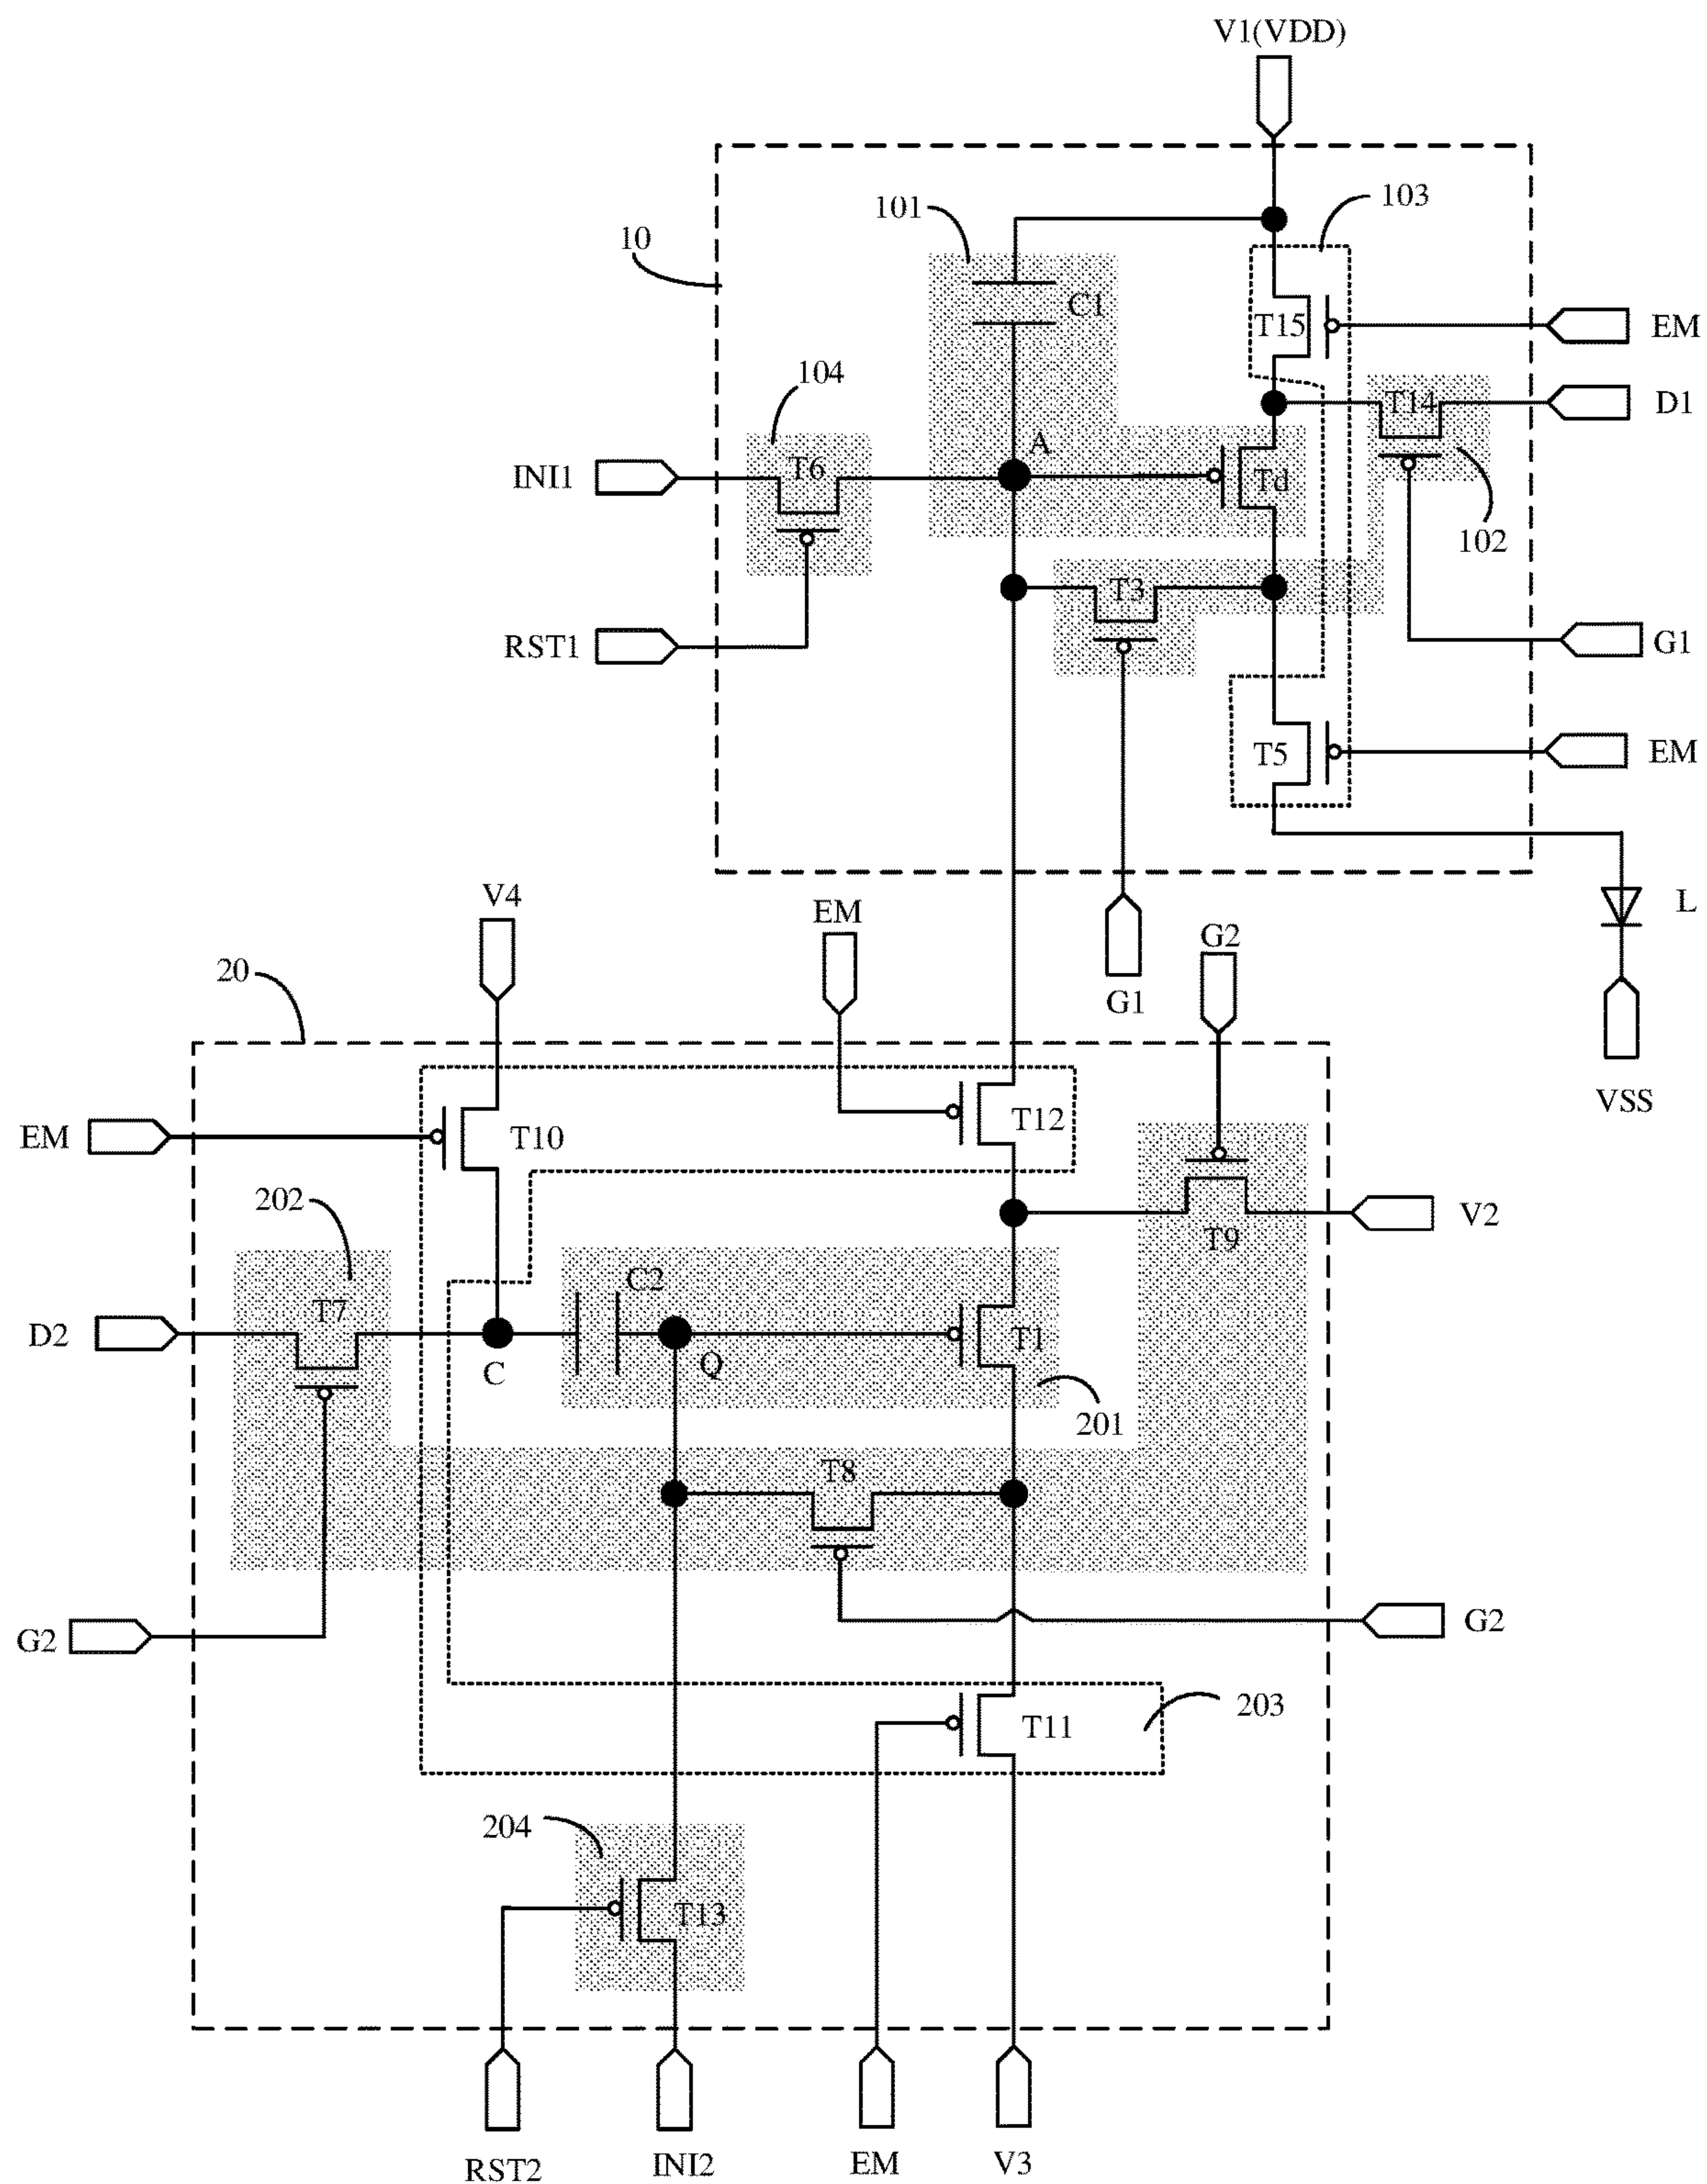 V1(VDD)
103
101
10
C1
T15
EM
104
T14
D1
A
T6
INI1
Td
102
T3
RST1
G1
T5
EM
V4
EM
L
G2
20
G1
VSS
T12
EM
T10
202
V2
T9
C2
T7
D2
T1
C
Q
201
T8
G2
G2
203
T11
204
T13
RST2
INI2
EM
V3